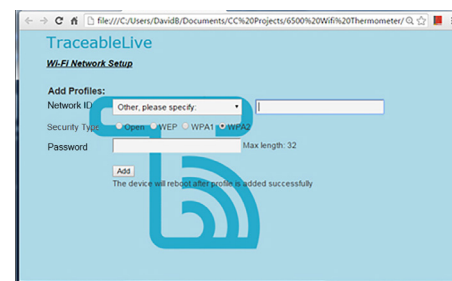 file:///C:/Users/DavidB/Documents/CC%20Projects/6500%20Wifi%20Thermometer/
TraceableLive
Wi-Fi Network Setup
Add Profiles:
Network ID Other, please specify:
Security Type Open WEP WPA1 WPA2
Password Max length: 32
Add
The device will reboot after profile is added successfully